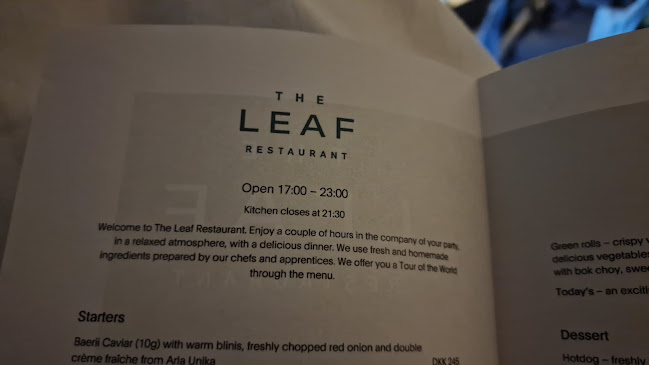 THE
LEAF
RESTAURANT
Open 17:00 – 23:00
Kitchen closes at 21:30
Welcome to The Leaf Restaurant. Enjoy a couple of hours in the company of your party,
in a relaxed atmosphere, with a delicious dinner. We use fresh and homemade
ingredients prepared by our chefs and apprentices. We offer you a Tour of the World
through the menu.
Starters
Baerii Caviar (10g) with warm blinis, freshly chopped red onion and double
crème fraîche from Arla Unika DKK 245
Green rolls – crispy
delicious vegetables
with bok choy,
Today's – an
Dessert
Hotdog – freshly